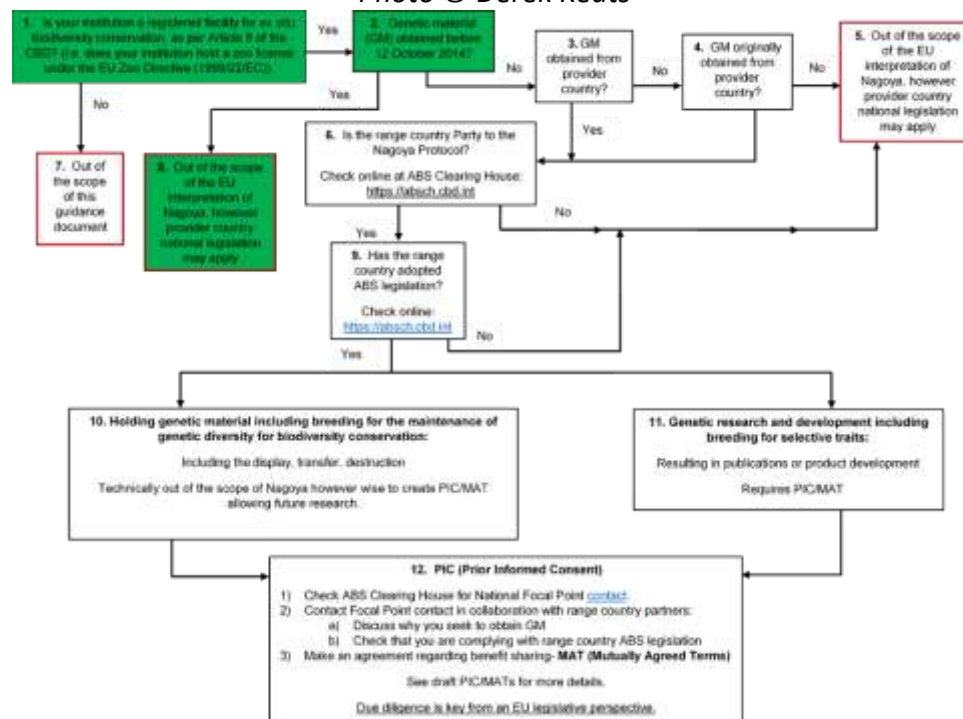 Photo © Derek Keats
1. Is your institution a registered facility for ex situ
biodiversity conservation as per Article 9 of the
CBD? (i.e. does your institution hold a zoo license
under the EU Zoo Directive (1999/22/EC))
Yes
2. Genetic material
(GM) obtained before
12 October 2014?
No
3. GM
obtained from
provider
country?
No
4. GM originally
obtained from
provider
country?
No
5. Out of the scope
of the EU
interpretation of
Nagoya, however
provider country
national legislation
may apply
No
Yes
Yes
6. Is the range country Party to the
Nagoya Protocol?
Check online at ABS Clearing House:
https://absch.cbd.int
7. Out of
the scope
of this
guidance
document
8. Out of the scope
of the EU
interpretation of
Nagoya, however
provider country
national legislation
may apply
No
Yes
9. Has the range
country adopted
ABS legislation?
Check online:
https://absch.cbd.int
No
Yes
10. Holding genetic material including breeding for the maintenance of
genetic diversity for biodiversity conservation:
Including the display, transfer, destruction
Technically out of the scope of Nagoya however wise to create PIC/MAT
allowing future research.
11. Genetic research and development including
breeding for selective traits:
Resulting in publications or product development
Requires PIC/MAT
12. PIC (Prior Informed Consent)
1) Check ABS Clearing House for National Focal Point contact.
2) Contact Focal Point contact in collaboration with range country partners:
a) Discuss why you seek to obtain GM
b) Check that you are complying with range country ABS legislation
3) Make an agreement regarding benefit sharing- MAT (Mutually Agreed Terms)
See draft PIC/MATs for more details.
Due diligence is key from an EU legislative perspective.